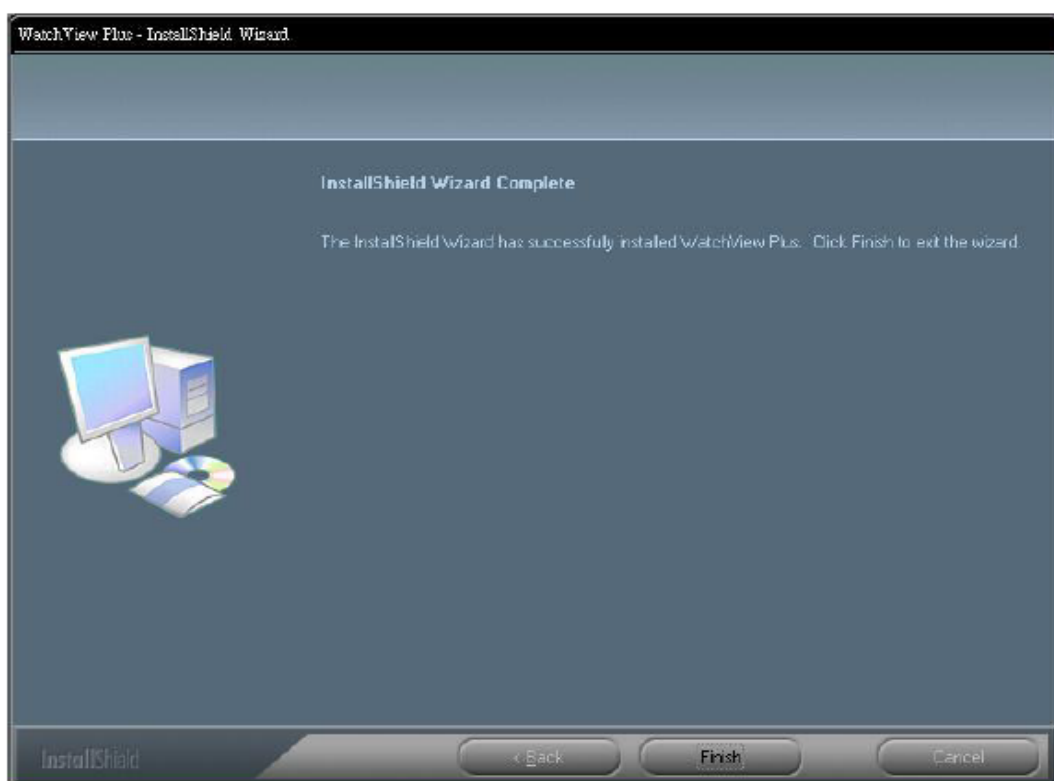 WatchView Plus - InstallShield Wizard
InstallShield Wizard Complete
The InstallShield Wizard has successfully installed WatchView Plus. Click Finish to exit the wizard.
InstallShield
< Back
Finish
Cancel